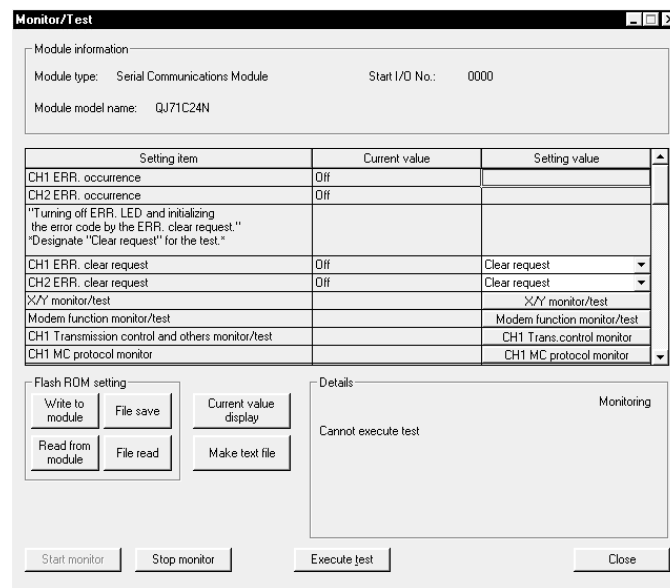 Monitor/Test
Module information
Module type: Serial Communications Module Start I/O No.: 0000
Module model name: QJ71C24N
Setting item Current value Setting value
CH1 ERR. occurrence Off
CH2 ERR. occurrence Off
"Turning off ERR. LED and initializing
the error code by the ERR. clear request."
*Designate "Clear request" for the test.*
CH1 ERR. clear request Off Clear request
CH2 ERR. clear request Off Clear request
X/Y monitor/test X/Y monitor/test
Modem function monitor/test Modem function monitor/test
CH1 Transmission control and others monitor/test CH1 Trans.control monitor
CH1 MC protocol monitor CH1 MC protocol monitor
Flash ROM setting
Write to
module
File save
Read from
module
File read
Current value
display
Make text file
Details
Monitoring
Cannot execute test
Start monitor Stop monitor Execute test Close